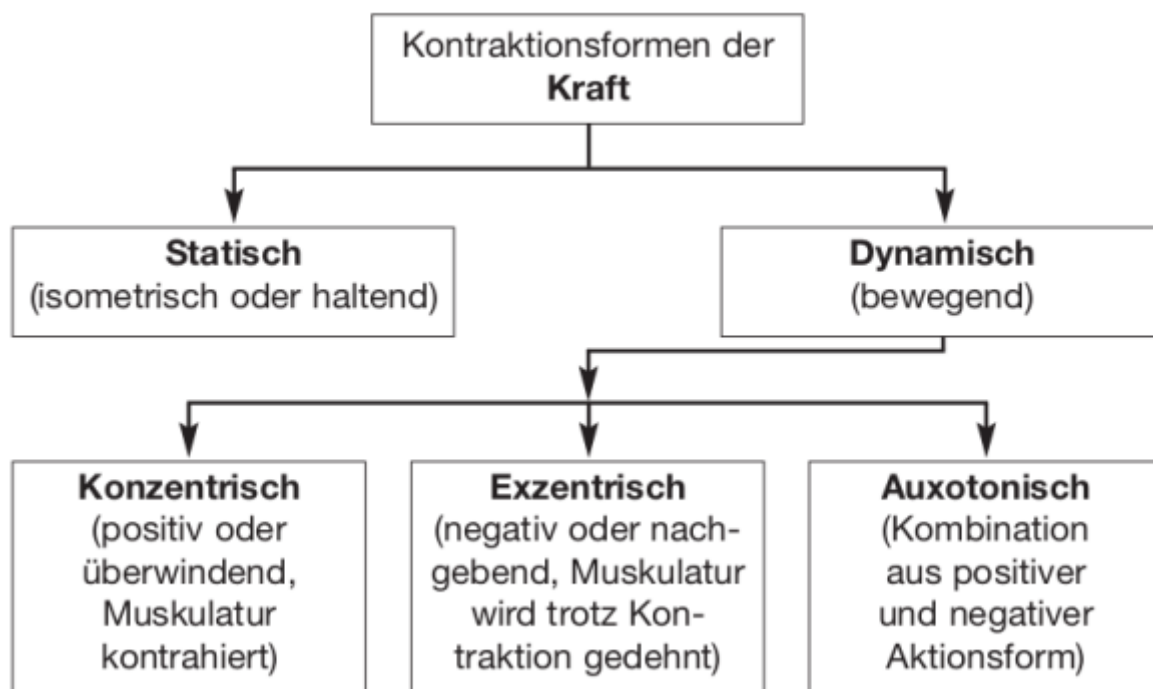 Kontraktionsformen der
Kraft
Statisch
(isometrisch oder haltend)
Dynamisch
(bewegend)
Konzentrisch
(positiv oder
überwindend,
Muskulatur
kontrahiert)
Exzentrisch
(negativ oder nach-
gebend, Muskulatur
wird trotz Kon-
traktion gedehnt)
Auxotonisch
(Kombination
aus positiver
und negativer
Aktionsform)